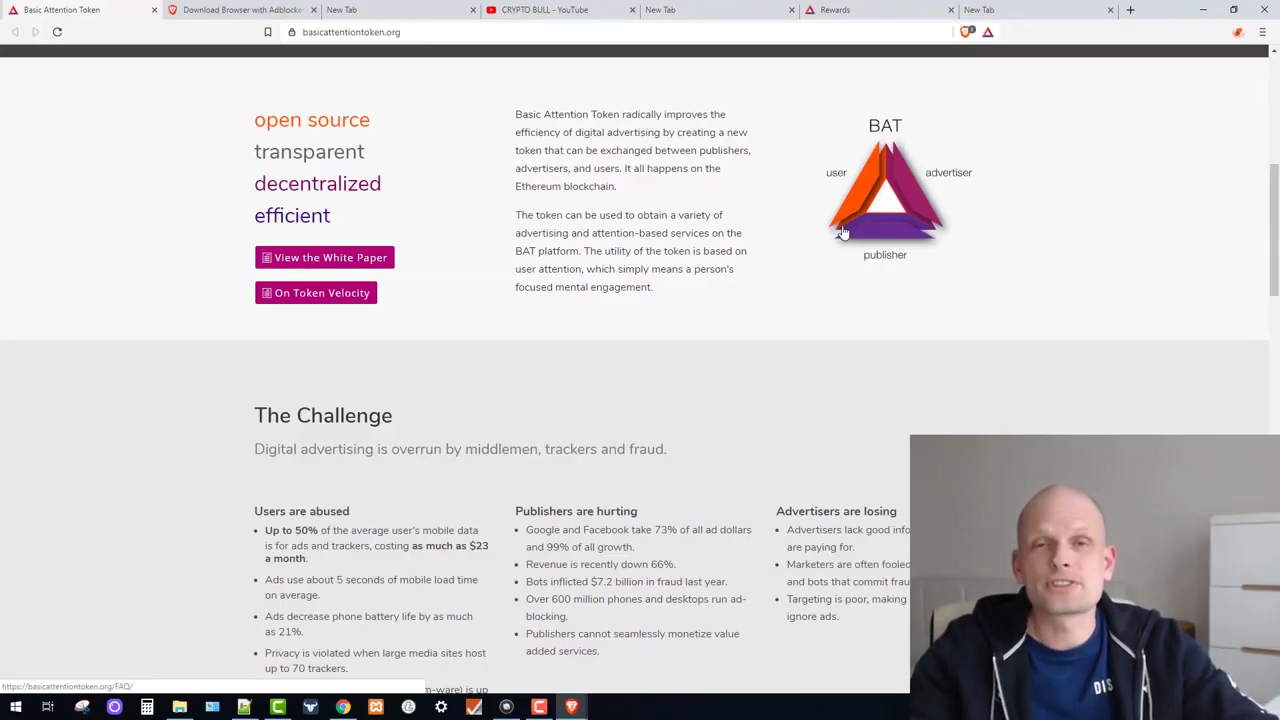 Basic Attention Token
Download Browser with Adblocker
New Tab
CRYPTO BULL - YouTube
New Tab
Rewards
New Tab
basicattentiontoken.org
1
open source
transparent
decentralized
efficient
View the White Paper
On Token Velocity
Basic Attention Token radically improves the
efficiency of digital advertising by creating a new
token that can be exchanged between publishers,
advertisers, and users. It all happens on the
Ethereum blockchain.
The token can be used to obtain a variety of
advertising and attention-based services on the
BAT platform. The utility of the token is based on
user attention, which simply means a person's
focused mental engagement.
BAT
user
advertiser
publisher
The Challenge
Digital advertising is overrun by middlemen, trackers and fraud.
Users are abused
• Up to 50% of the average user's mobile data
is for ads and trackers, costing as much as $23
a month.
• Ads use about 5 seconds of mobile load time
on average.
• Ads decrease phone battery life by as much
as 21%.
• Privacy is violated when large media sites host
up to 70 trackers.
m-ware) is up
Publishers are hurting
• Google and Facebook take 73% of all ad dollars
and 99% of all growth.
• Revenue is recently down 66%.
• Bots inflicted $7.2 billion in fraud last year.
• Over 600 million phones and desktops run ad-
blocking.
• Publishers cannot seamlessly monetize value
added services.
Advertisers are losing
• Advertisers lack good info
are paying for.
• Marketers are often fooled
and bots that commit frau
• Targeting is poor, making
ignore ads.
https://basicattentiontoken.org/FAQ/
DIS